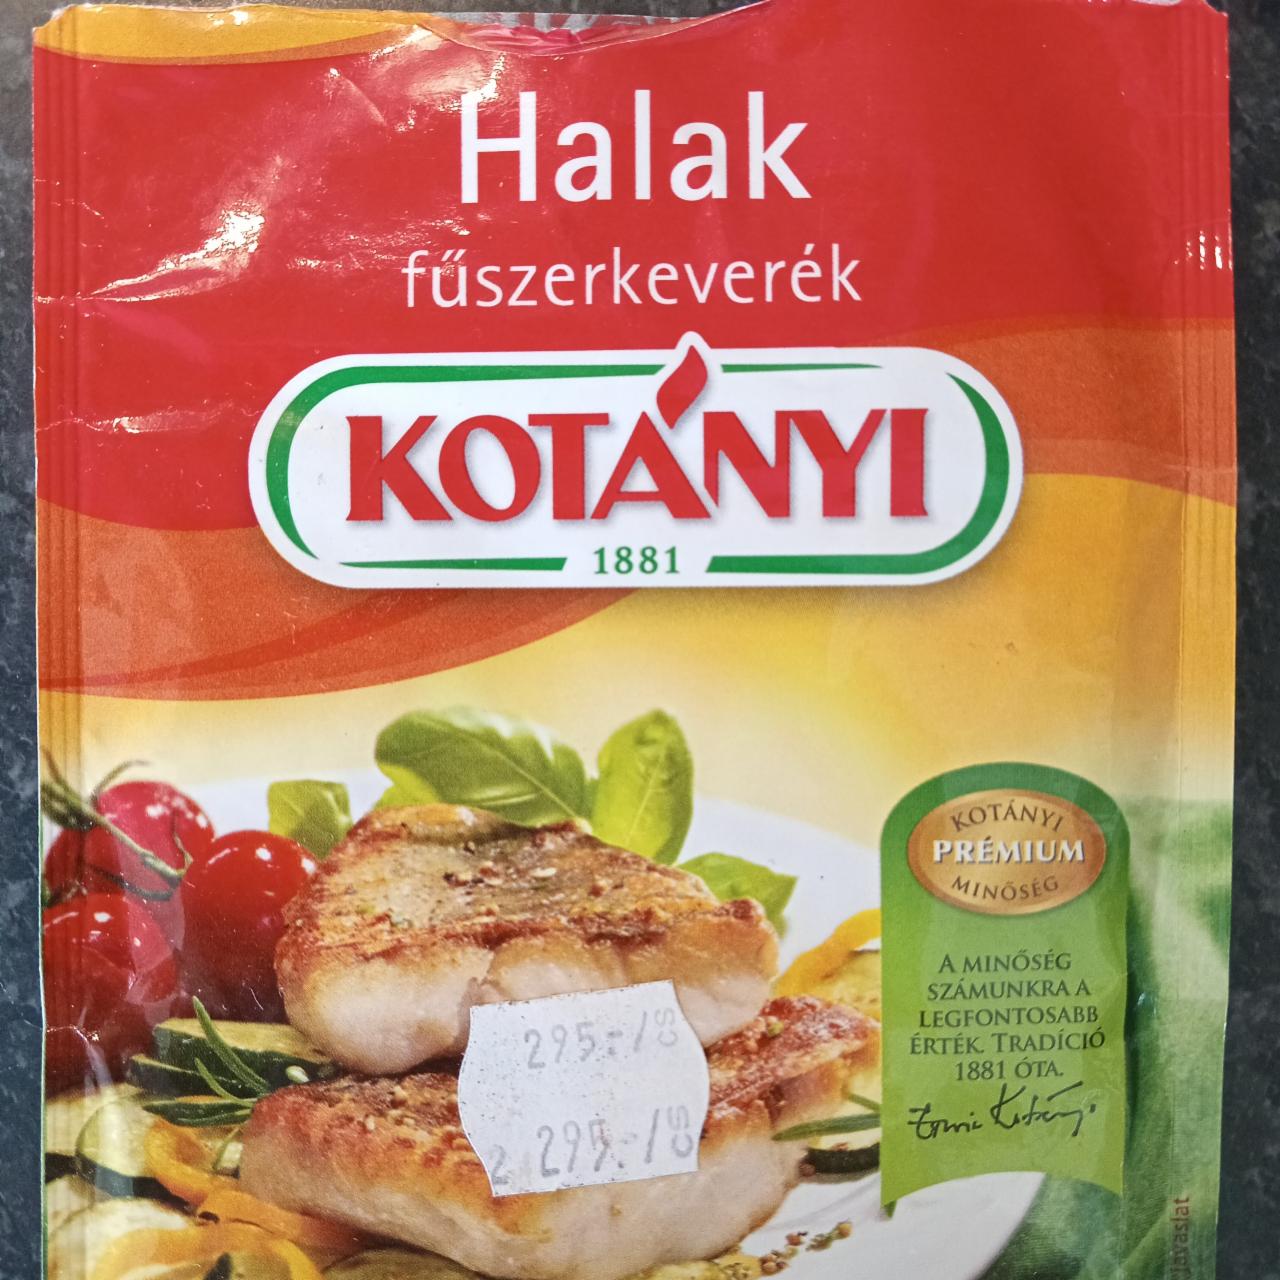 Halak
fűszerkeverék
KOTÁNYI
1881
KOTÁNYI
PRÉMIUM
MINŐSÉG
A MINŐSÉG
SZÁMUNKRA A
LEGFONTOSABB
ÉRTÉK. TRADÍCIÓ
1881 ÓTA.
295.-/CS
295.-/CS